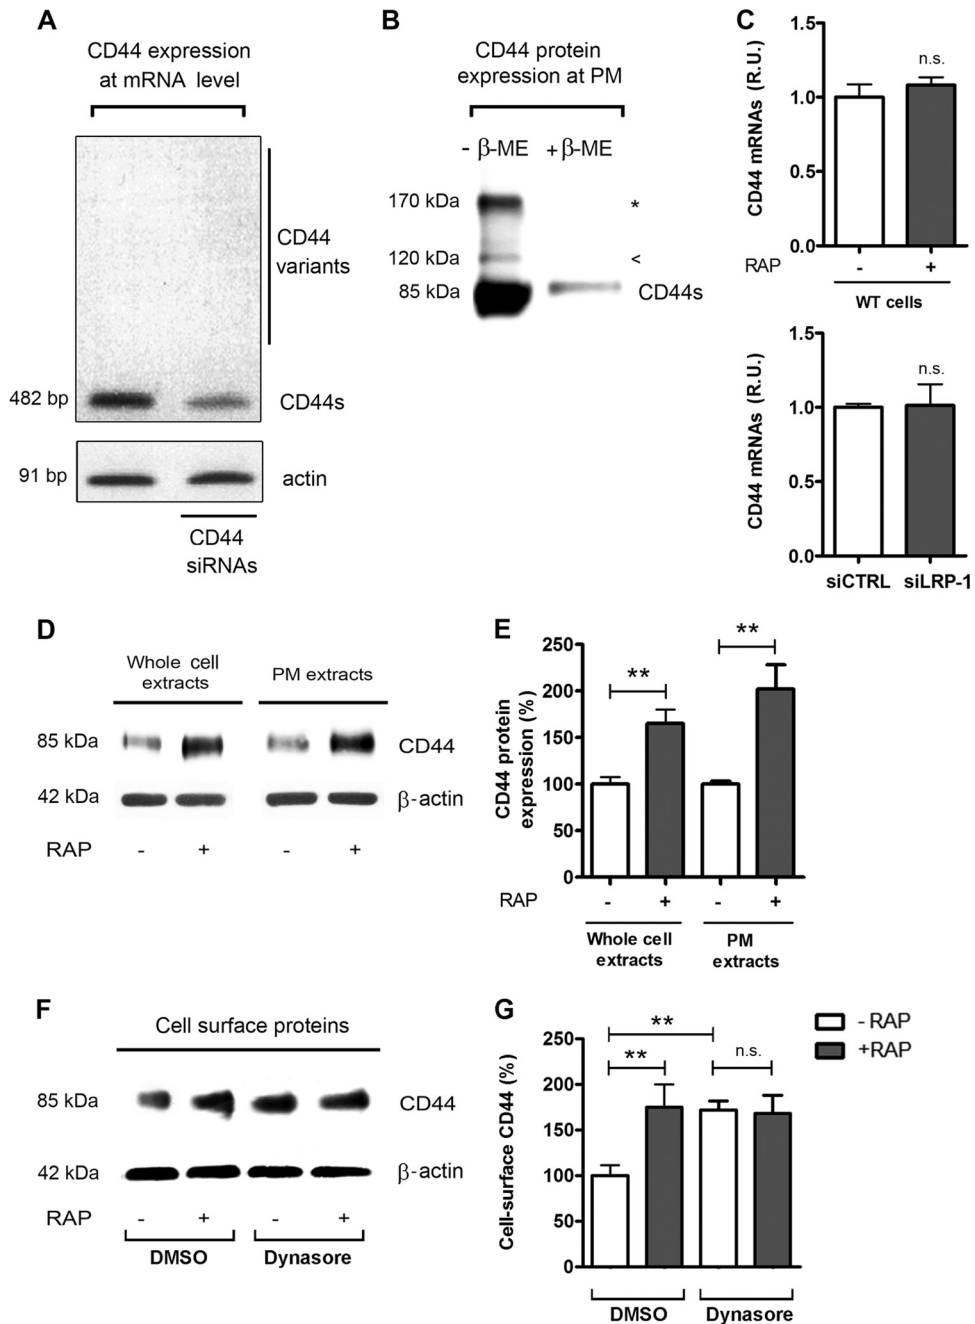 A
CD44 expression
at mRNA level
CD44
variants
482 bp
CD44s
91 bp
actin
CD44
siRNAs
B
CD44 protein
expression at PM
- β-ME
+ β-ME
170 kDa
*
120 kDa
<
85 kDa
CD44s
C
CD44 mRNAs (R.U.)
1.5
1.0
0.5
0.0
n.s.
RAP
-
+
WT cells
CD44 mRNAs (R.U.)
1.5
1.0
0.5
0.0
n.s.
siCTRL
siLRP-1
D
Whole cell
extracts
PM extracts
85 kDa
CD44
42 kDa
β-actin
RAP
- + - +
E
CD44 protein
expression (%)
250
200
150
100
50
0
**
**
RAP
- + - +
Whole cell
extracts
PM
extracts
F
Cell surface proteins
85 kDa
CD44
42 kDa
β-actin
RAP
- + - +
DMSO
Dynasore
G
- RAP
+RAP
Cell-surface CD44 (%)
250
200
150
100
50
0
**
**
n.s.
DMSO
Dynasore